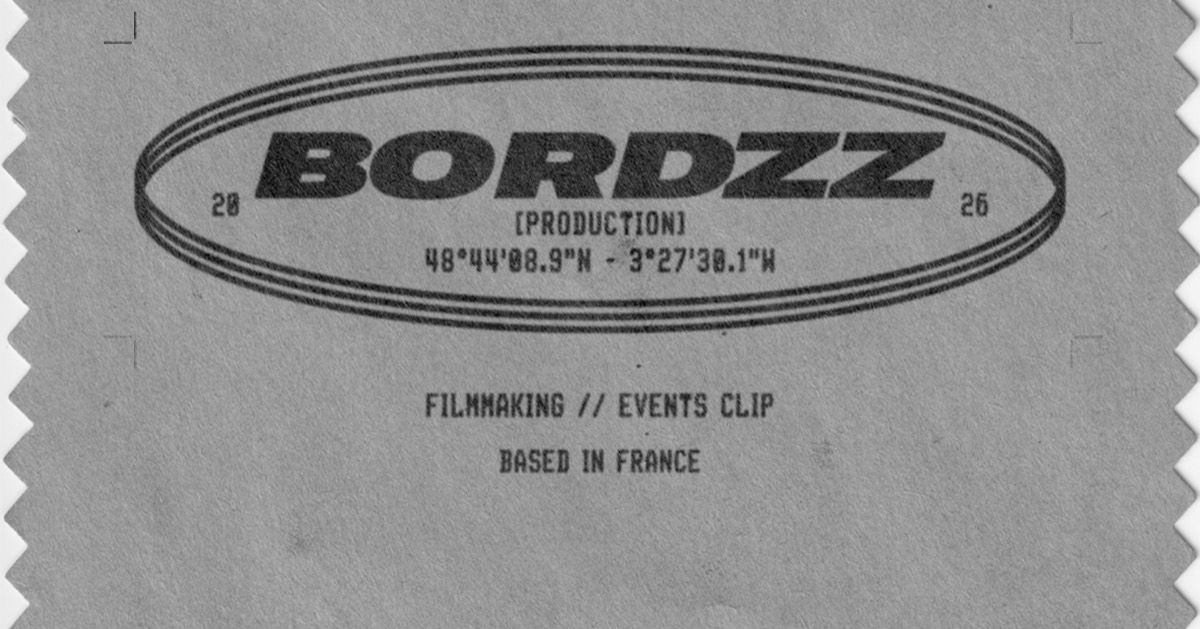 BORDZZ
20 26
[PRODUCTION]
48°44'08.9"N - 3°27'30.1"W
FILMMAKING // EVENTS CLIP
BASED IN FRANCE